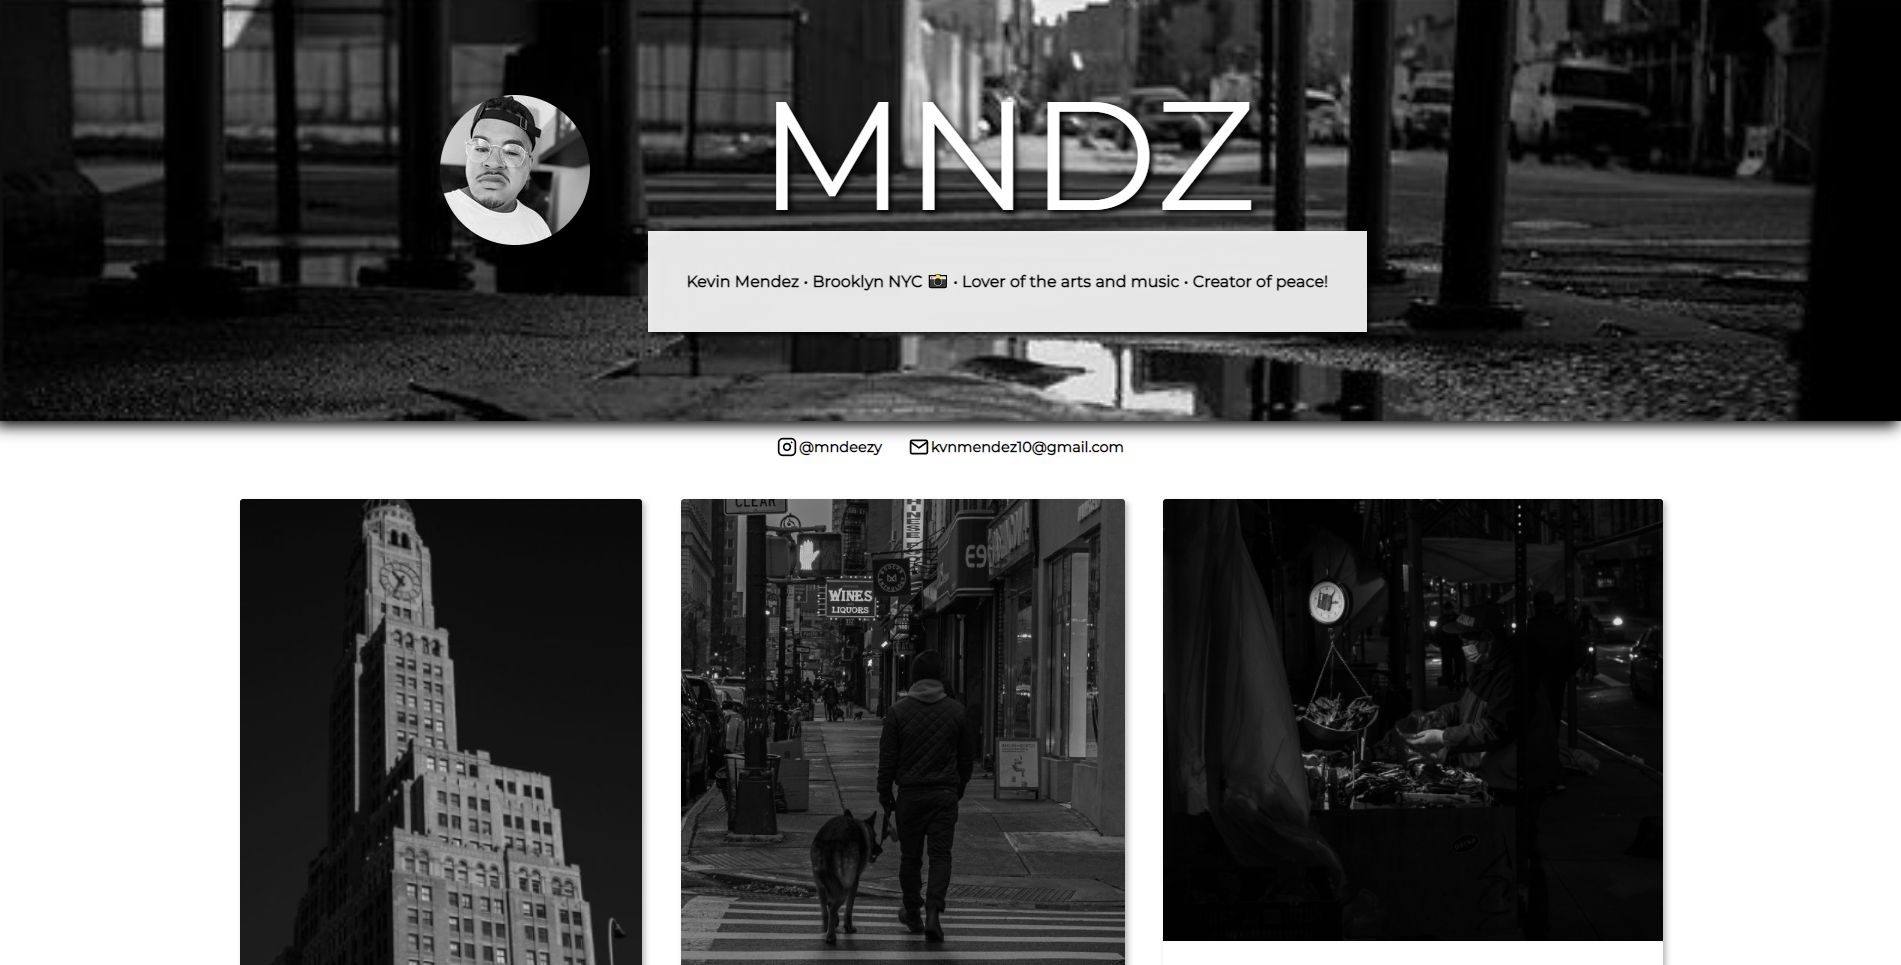 MNDZ
Kevin Mendez • Brooklyn NYC 📷 • Lover of the arts and music • Creator of peace!
@mndeezy
kvnmendez10@gmail.com
CLEAR
WINES
LIQUORS